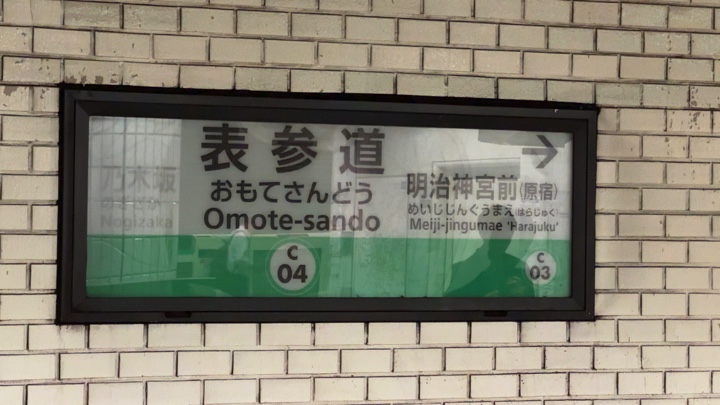 乃木坂
Nogizaka
表参道
おもてさんどう
Omote-sando
C
04
→
明治神宮前〈原宿〉
めいじじんぐうまえ〈はらじゅく〉
Meiji-jingumae ‘Harajuku’
C
03